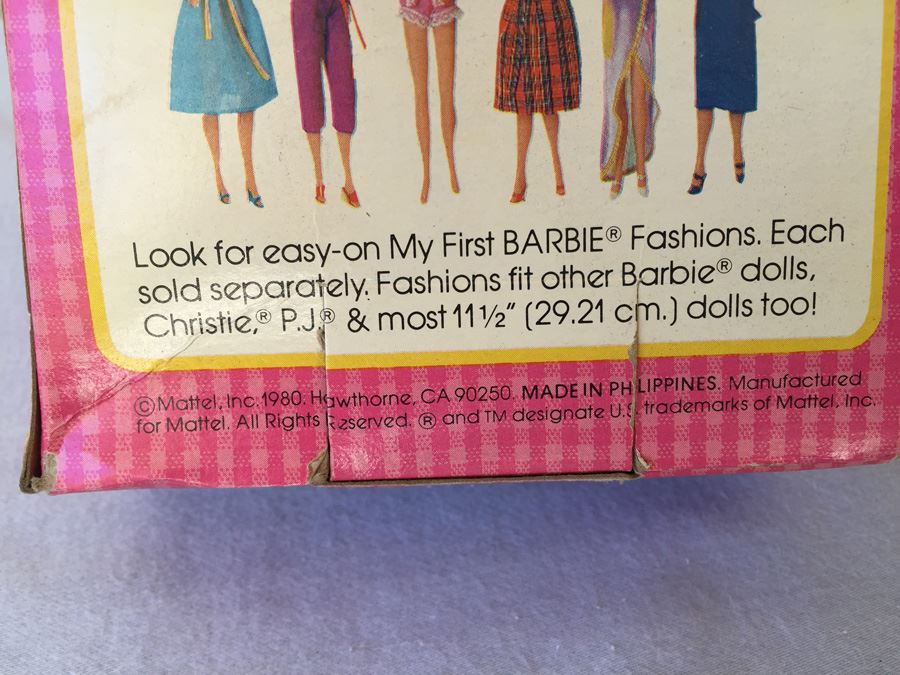 Look for easy-on My First BARBIE® Fashions. Each
sold separately. Fashions fit other Barbie® dolls,
Christie,® P.J.® & most 11½" (29.21 cm.) dolls too!
©Mattel, Inc. 1980. Hawthorne, CA 90250. MADE IN PHILIPPINES. Manufactured
for Mattel. All Rights Reserved. ® and TM designate U.S. trademarks of Mattel, Inc.